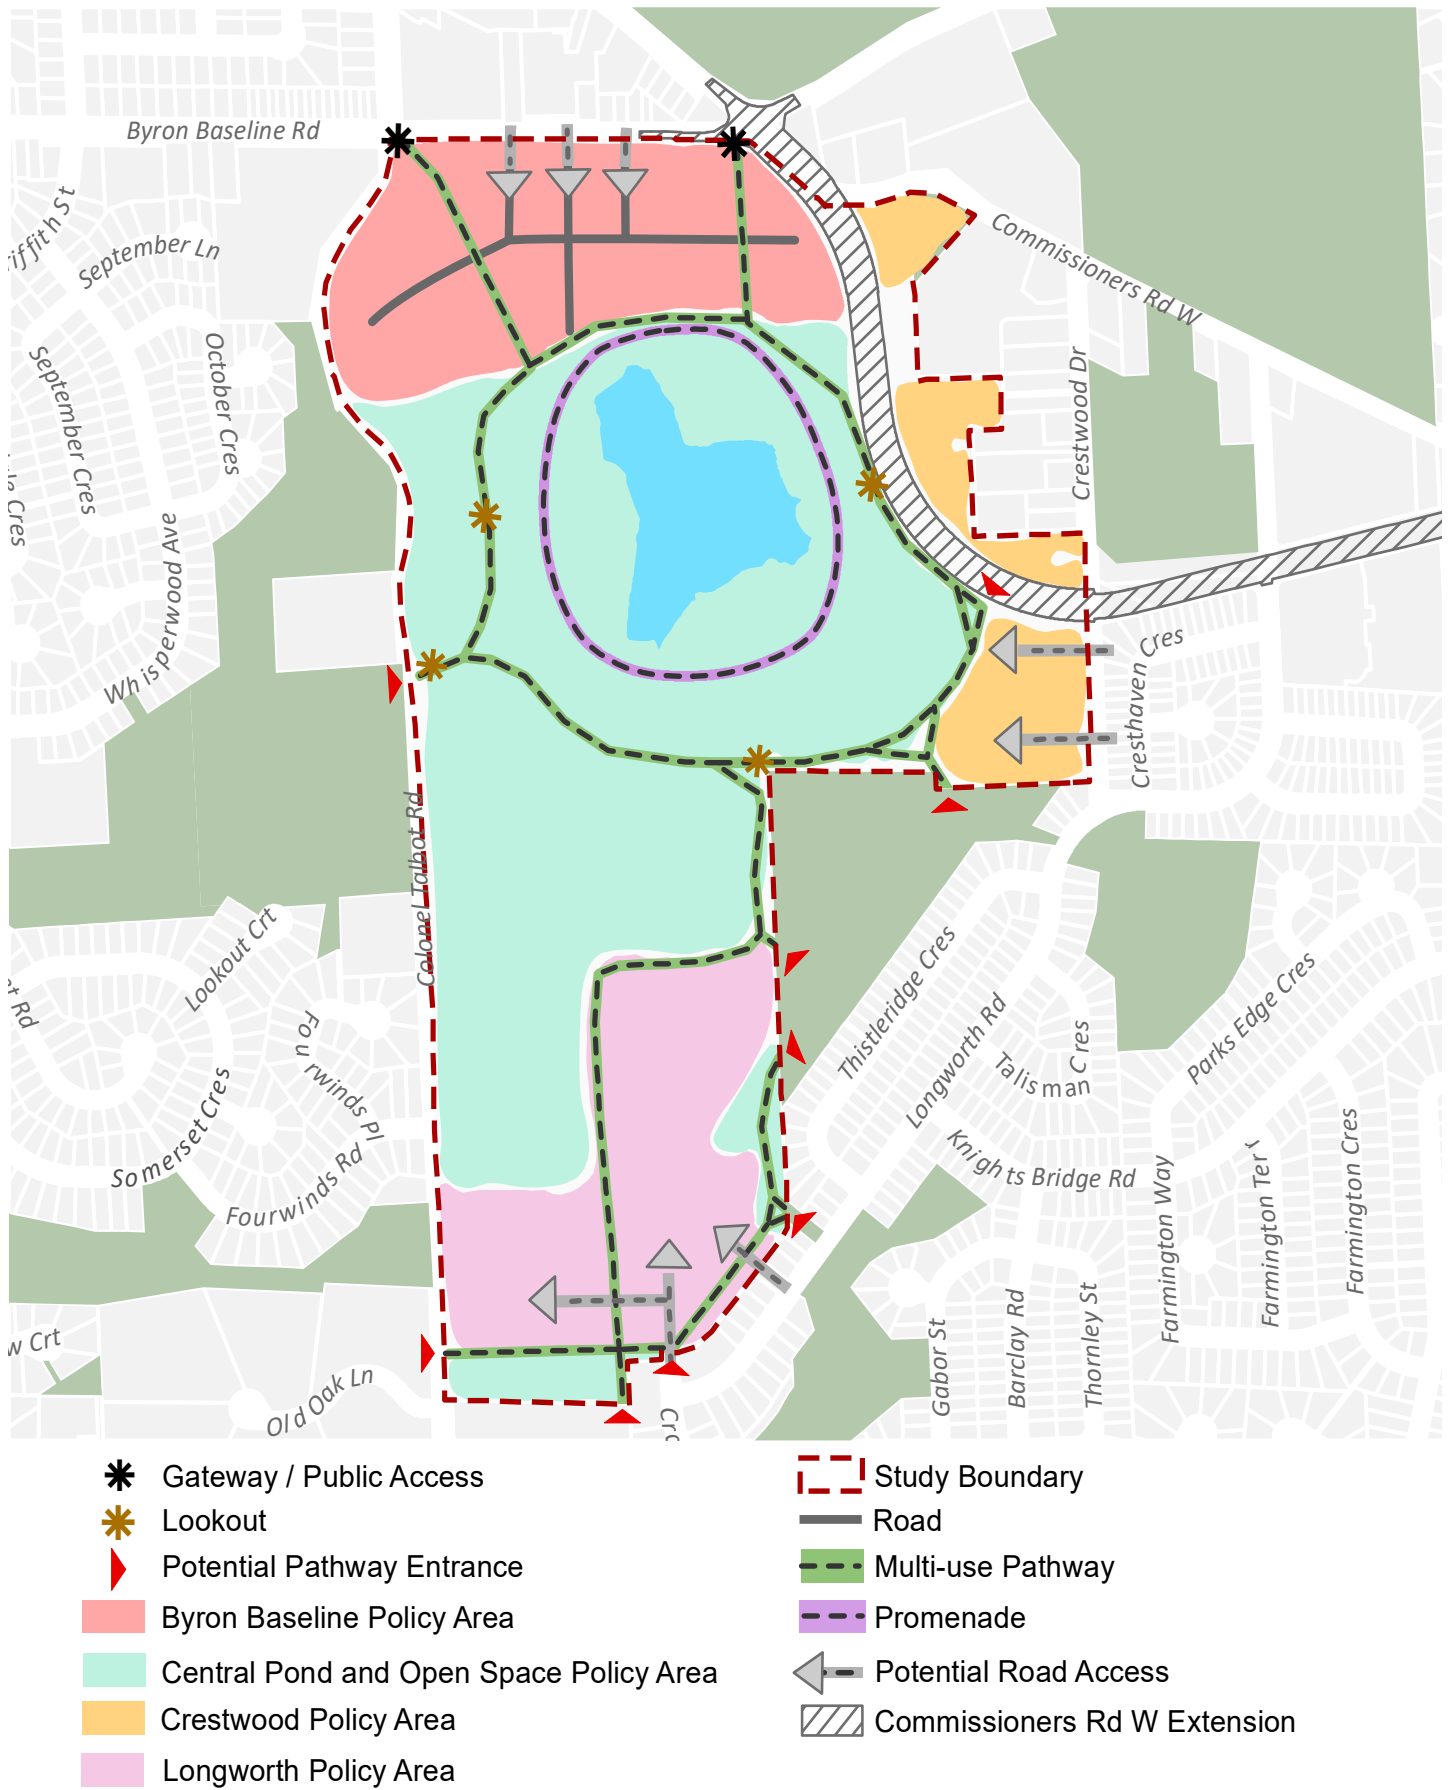 Byron Baseline Rd
September Ln
October Cres
September Cres
Whisperwood Ave
Commissioners Rd W
Crestwood Dr
Cresthaven Cres
Colonel Talbot Rd
Lookout Crt
Fourwinds Pl
Somerset Cres
Fourwinds Rd
Old Oak Ln
Thistleridge Cres
Longworth Rd
Talisman Cres
Parks Edge Cres
Knights Bridge Rd
Farmington Way
Farmington Ter
Farmington Cres
Gabor St
Barclay Rd
Thornley St
Gateway / Public Access
Lookout
Potential Pathway Entrance
Byron Baseline Policy Area
Central Pond and Open Space Policy Area
Crestwood Policy Area
Longworth Policy Area
Study Boundary
Road
Multi-use Pathway
Promenade
Potential Road Access
Commissioners Rd W Extension